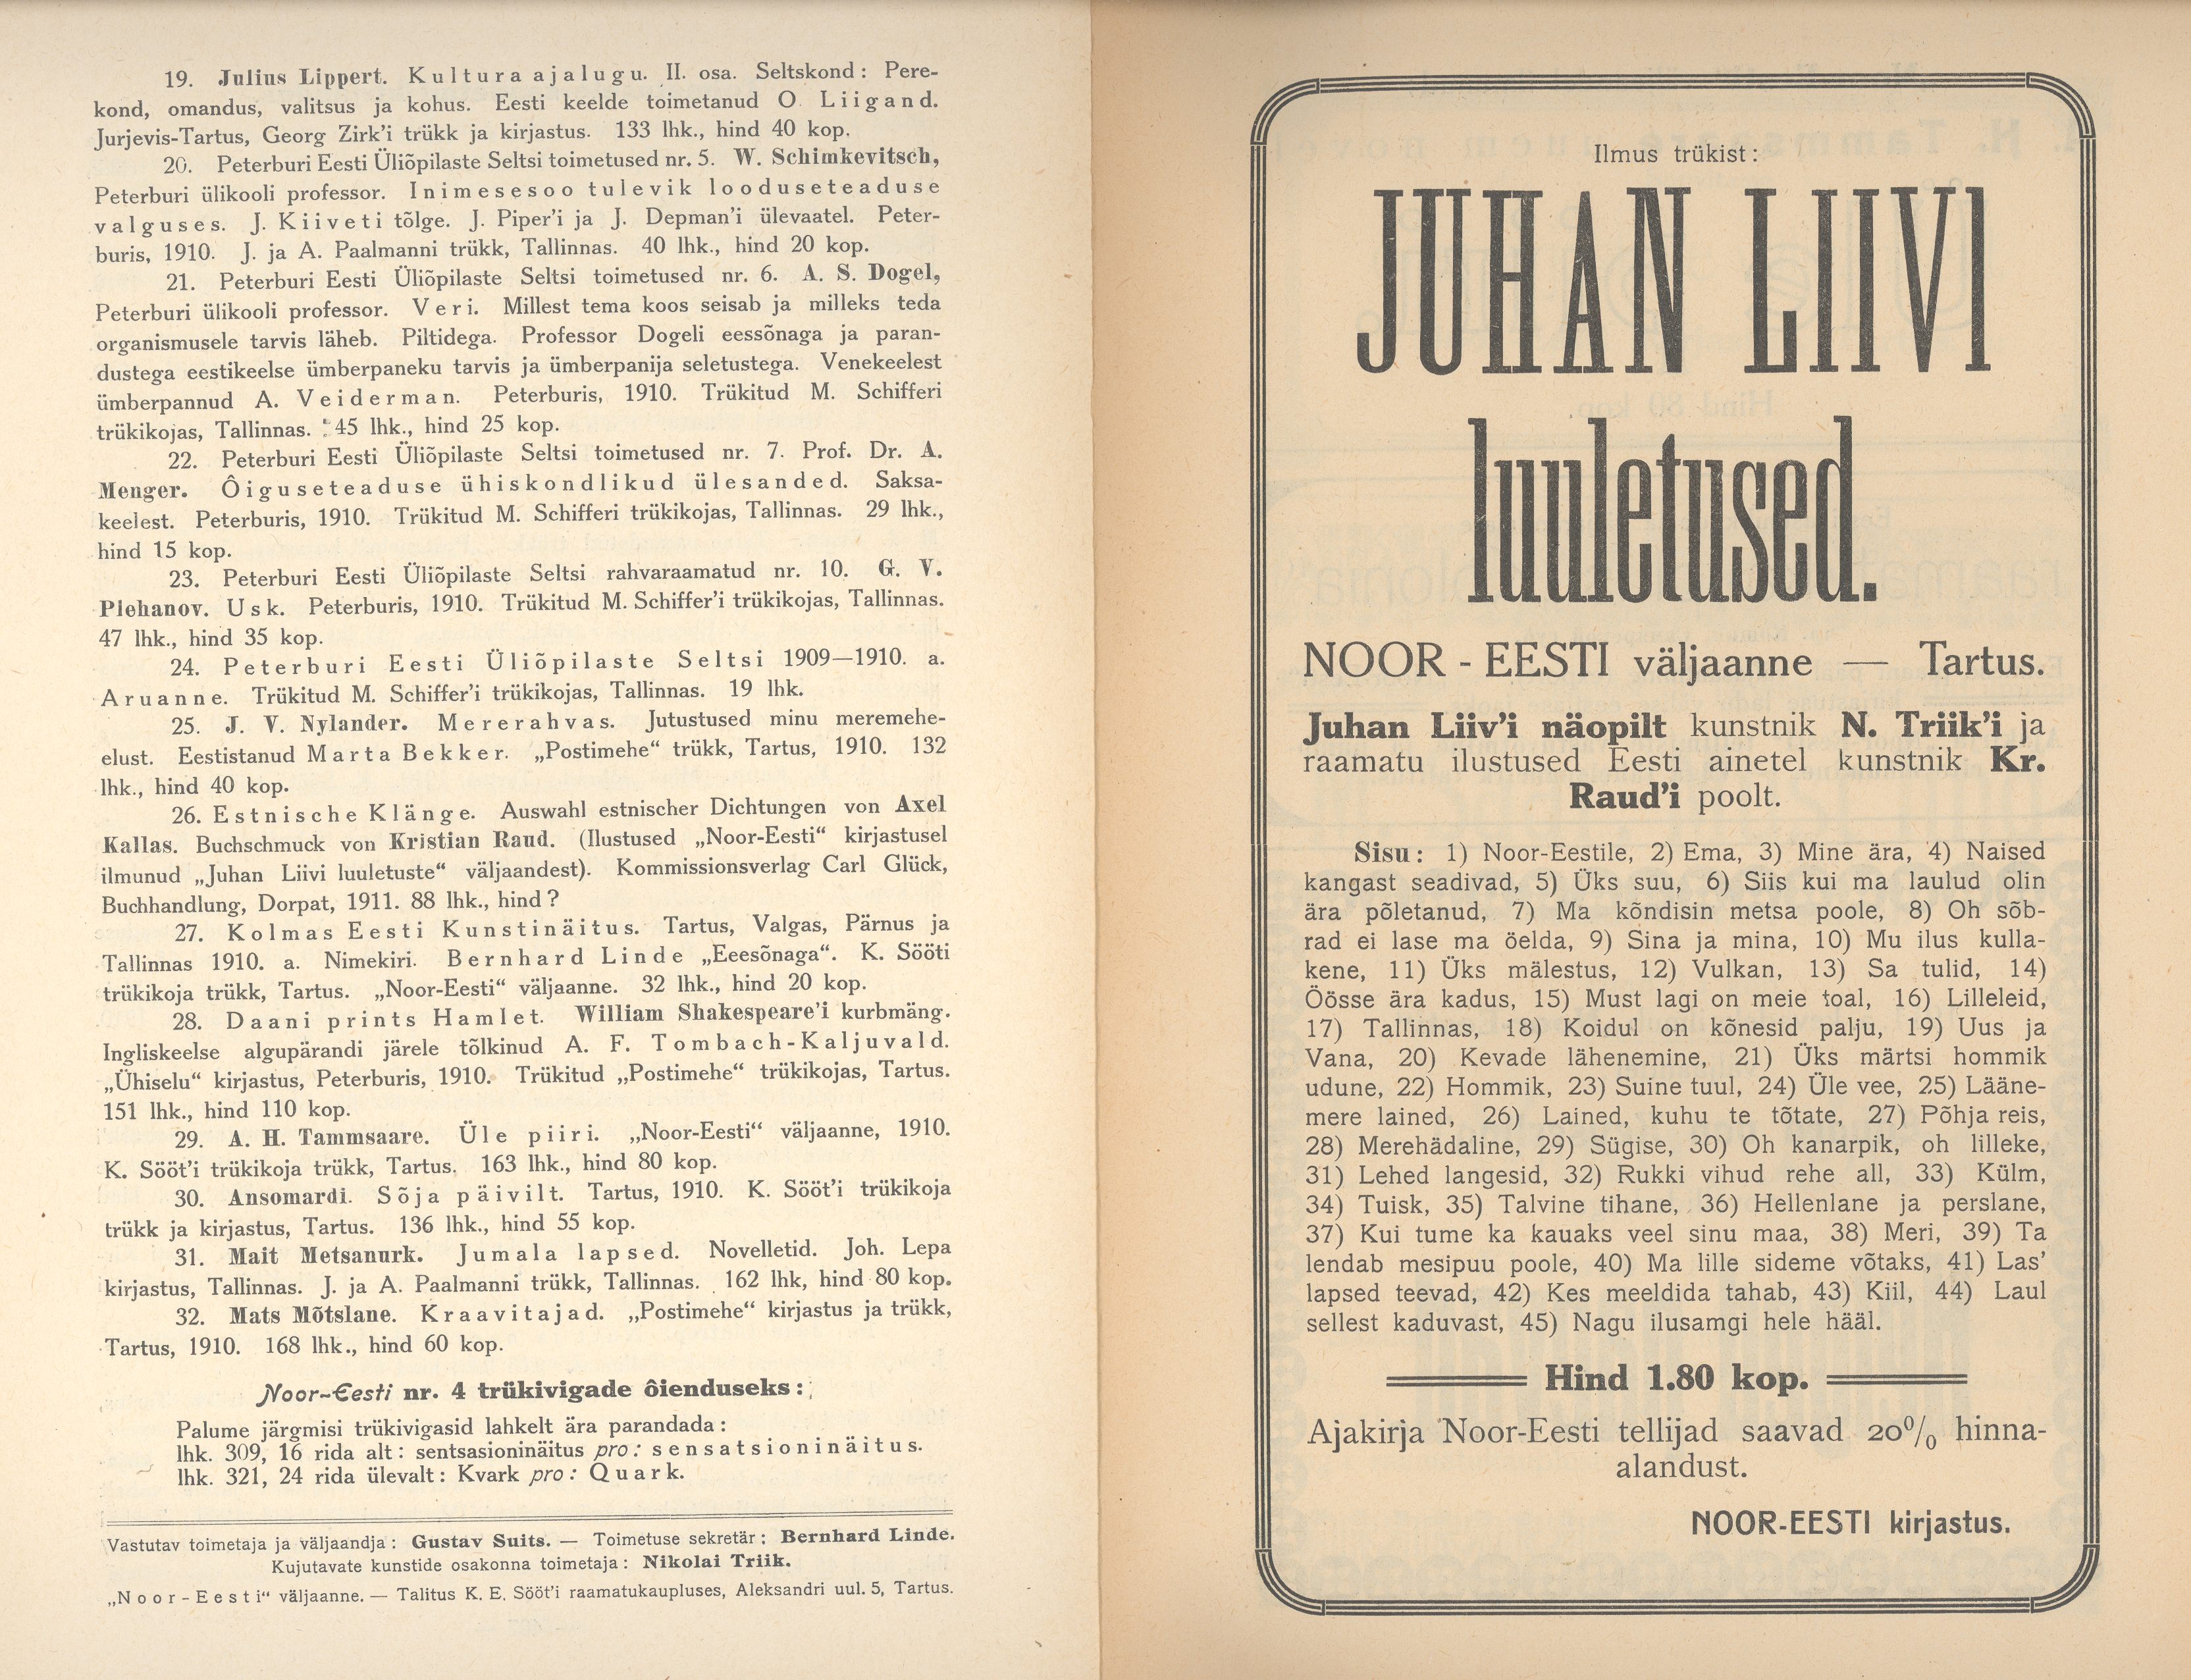 19. Julius Lippert. Kultura ajalugu. II. osa. Seltskond: Pere-
kond, omandus, valitsus ja kohus. Eesti keelde toimetanud O. Liigand.
Jurjevis-Tartus, Georg Zirk'i trükk ja kirjastus. 133 lhk., hind 40 kop.
20. Peterburi Eesti Üliõpilaste Seltsi toimetused nr. 5. W. Schimkevitsch,
Peterburi ülikooli professor. Inimesesoo tulevik looduseteaduse
valguses. J. Kiiveti tõlge. J. Piper'i ja J. Depman'i ülevaatel. Peter-
buris, 1910. J. ja A. Paalmanni trükk, Tallinnas. 40 lhk., hind 20 kop.
21. Peterburi Eesti Üliõpilaste Seltsi toimetused nr. 6. A. S. Dogel,
Peterburi ülikooli professor. Veri. Millest tema koos seisab ja milleks teda
organismusele tarvis läheb. Piltidega. Professor Dogeli eessõnaga ja paran-
dustega eestikeelse ümberpaneku tarvis ja ümberpanija seletustega. Venekeelest
ümberpannud A. Veiderman. Peterburis, 1910. Trükitud M. Schifferi
trükikojas, Tallinnas. 45 lhk., hind 25 kop.
22. Peterburi Eesti Üliõpilaste Seltsi toimetused nr. 7. Prof. Dr. A.
Menger. Ôiguseteaduse ühiskondlikud ülesanded. Saksa-
keelest. Peterburis, 1910. Trükitud M. Schifferi trükikojas, Tallinnas. 29 lhk.,
hind 15 kop.
23. Peterburi Eesti Üliõpilaste Seltsi rahvaraamatud nr. 10. G. V.
Plehanov. Usk. Peterburis, 1910. Trükitud M. Schiffer'i trükikojas, Tallinnas.
47 lhk., hind 35 kop.
24. Peterburi Eesti Üliõpilaste Seltsi 1909—1910. a.
Aruanne. Trükitud M. Schiffer'i trükikojas, Tallinnas. 19 lhk.
25. J. V. Nylander. Mererahvas. Jutustused minu meremehe-
elust. Eestistanud Marta Bekker. „Postimehe“ trükk, Tartus, 1910. 132
lhk., hind 40 kop.
26. Estnische Klänge. Auswahl estnischer Dichtungen von Axel
Kallas. Buchschmuck von Kristian Raud. (Ilustused „Noor-Eesti“ kirjastusel
ilmunud „Juhan Liivi luuletuste“ väljaandest). Kommissionsverlag Carl Glück,
Buchhandlung, Dorpat, 1911. 88 lhk., hind?
27. Kolmas Eesti Kunstinäitus. Tartus, Valgas, Pärnus ja
Tallinnas 1910. a. Nimekiri. Bernhard Linde „Eeesõnaga“. K. Sööti
trükikoja trükk, Tartus. „Noor-Eesti“ väljaanne. 32 lhk., hind 20 kop.
28. Daani prints Hamlet. William Shakespeare'i kurbmäng.
Ingliskeelse algupärandi järele tõlkinud A. F. Tombach-Kaljuvald.
„Ühiselu“ kirjastus, Peterburis, 1910. Trükitud „Postimehe“ trükikojas, Tartus.
151 lhk., hind 110 kop.
29. A. H. Tammsaare. Üle piiri. „Noor-Eesti“ väljaanne, 1910.
K. Sööt'i trükikoja trükk, Tartus. 163 lhk., hind 80 kop.
30. Ansomardi. Sõja päivilt. Tartus, 1910. K. Sööt'i trükikoja
trükk ja kirjastus, Tartus. 136 lhk., hind 55 kop.
31. Mait Metsanurk. Jumala lapsed. Novelletid. Joh. Lepa
kirjastus, Tallinnas. J. ja A. Paalmanni trükk, Tallinnas. 162 lhk, hind 80 kop.
32. Mats Mõtslane. Kraavitajad. „Postimehe“ kirjastus ja trükk,
Tartus, 1910. 168 lhk., hind 60 kop.
Noor-Eesti nr. 4 trükivigade ôienduseks:
Palume järgmisi trükivigasid lahkelt ära parandada:
lhk. 309, 16 rida alt: sentsasioninäitus pro: sensatsioninäitus.
lhk. 321, 24 rida ülevalt: Kvark pro: Quark.
Vastutav toimetaja ja väljaandja: Gustav Suits. — Toimetuse sekretär: Bernhard Linde.
Kujutavate kunstide osakonna toimetaja: Nikolai Triik.
„Noor-Eesti“ väljaanne. — Talitus K. E. Sööt'i raamatukaupluses, Aleksandri uul. 5, Tartus.
Ilmus trükist:
JUHAN LIIVI
luuletused.
NOOR-EESTI väljaanne — Tartus.
Juhan Liiv'i näopilt kunstnik N. Triik'i ja
raamatu ilustused Eesti ainetel kunstnik Kr.
Raud'i poolt.
Sisu: 1) Noor-Eestile, 2) Ema, 3) Mine ära, 4) Naised
kangast seadivad, 5) Üks suu, 6) Siis kui ma laulud olin
ära põletanud, 7) Ma kõndisin metsa poole, 8) Oh sõb-
rad ei lase ma öelda, 9) Sina ja mina, 10) Mu ilus kulla-
kene, 11) Üks mälestus, 12) Vulkan, 13) Sa tulid, 14)
Öösse ära kadus, 15) Must lagi on meie toal, 16) Lilleleid,
17) Tallinnas, 18) Koidul on kõnesid palju, 19) Uus ja
Vana, 20) Kevade lähenemine, 21) Üks märtsi hommik
udune, 22) Hommik, 23) Suine tuul, 24) Üle vee, 25) Lääne-
mere lained, 26) Lained, kuhu te tõtate, 27) Põhja reis,
28) Merehädaline, 29) Sügise, 30) Oh kanarpik, oh lilleke,
31) Lehed langesid, 32) Rukki vihud rehe all, 33) Külm,
34) Tuisk, 35) Talvine tihane, 36) Hellenlane ja perslane,
37) Kui tume ka kauaks veel sinu maa, 38) Meri, 39) Ta
lendab mesipuu poole, 40) Ma lille sideme võtaks, 41) Las'
lapsed teevad, 42) Kes meeldida tahab, 43) Kiil, 44) Laul
sellest kaduvast, 45) Nagu ilusamgi hele hääl.
Hind 1.80 kop.
Ajakirja Noor-Eesti tellijad saavad 20% hinna-
alandust.
NOOR-EESTI kirjastus.